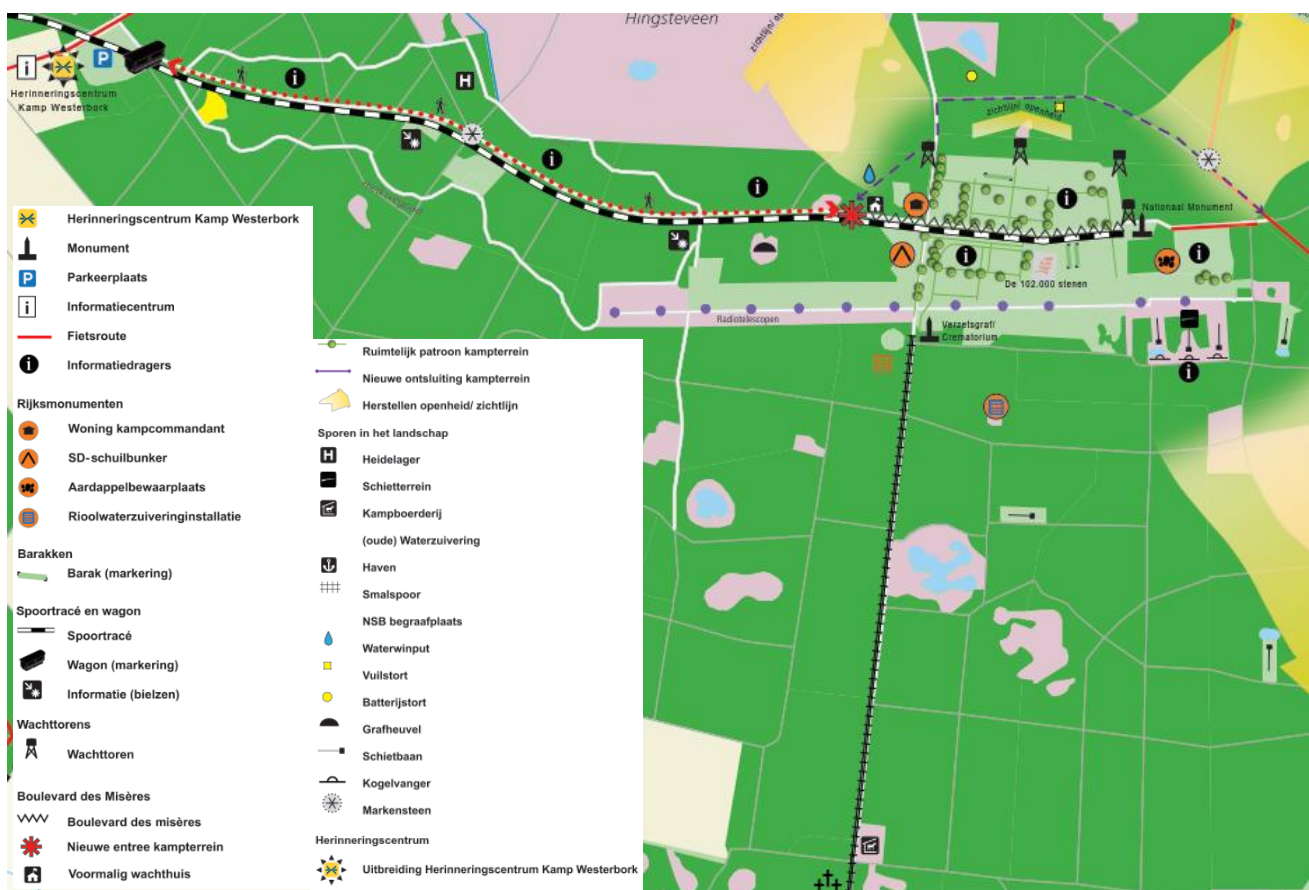 Hingsteveen
zichtlijn/ op
zichtlijn/ openheid
P
i
Herinneringscentrum
Kamp Westerbork
H
i
i
i
i
i
i
i
Nationaal Monument
De 102.000 stenen
Radiotelescopen
Verzetsgraf/
Crematorium
Herinneringscentrum Kamp Westerbork
Monument
P Parkeerplaats
i Informatiecentrum
Fietsroute
i Informatiedragers
Rijksmonumenten
Woning kampcommandant
SD-schuilbunker
Aardappelbewaarplaats
Rioolwaterzuiveringinstallatie
Barakken
Barak (markering)
Spoortracé en wagon
Spoortracé
Wagon (markering)
Informatie (bielzen)
Wachttorens
Wachttoren
Boulevard des Misères
Boulevard des misères
Nieuwe entree kampterrein
Voormalig wachthuis
Ruimtelijk patroon kampterrein
Nieuwe ontsluiting kampterrein
Herstellen openheid/ zichtlijn
Sporen in het landschap
H Heidelager
Schietterrein
Kampboerderij
(oude) Waterzuivering
Haven
Smalspoor
NSB begraafplaats
Waterwinput
Vuilstort
Batterijstort
Grafheuvel
Schietbaan
Kogelvanger
Markensteen
Herinneringscentrum
Uitbreiding Herinneringscentrum Kamp Westerbork